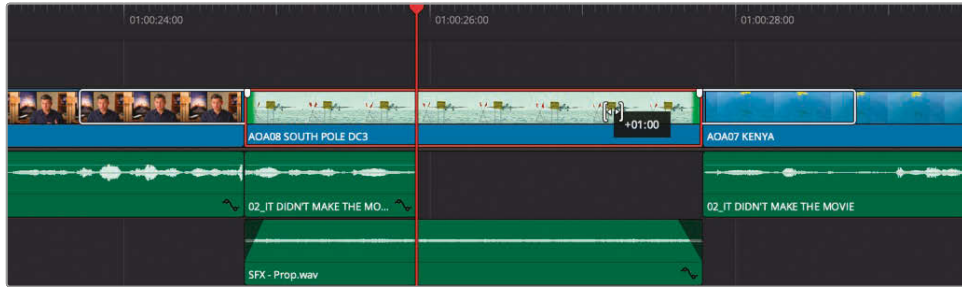 01:00:24:00
01:00:26:00
01:00:28:00
+01:00
AOA08 SOUTH POLE DC3
AOA07 KENYA
02_IT DIDN'T MAKE THE MO...
02_IT DIDN'T MAKE THE MOVIE
SFX - Prop.wav